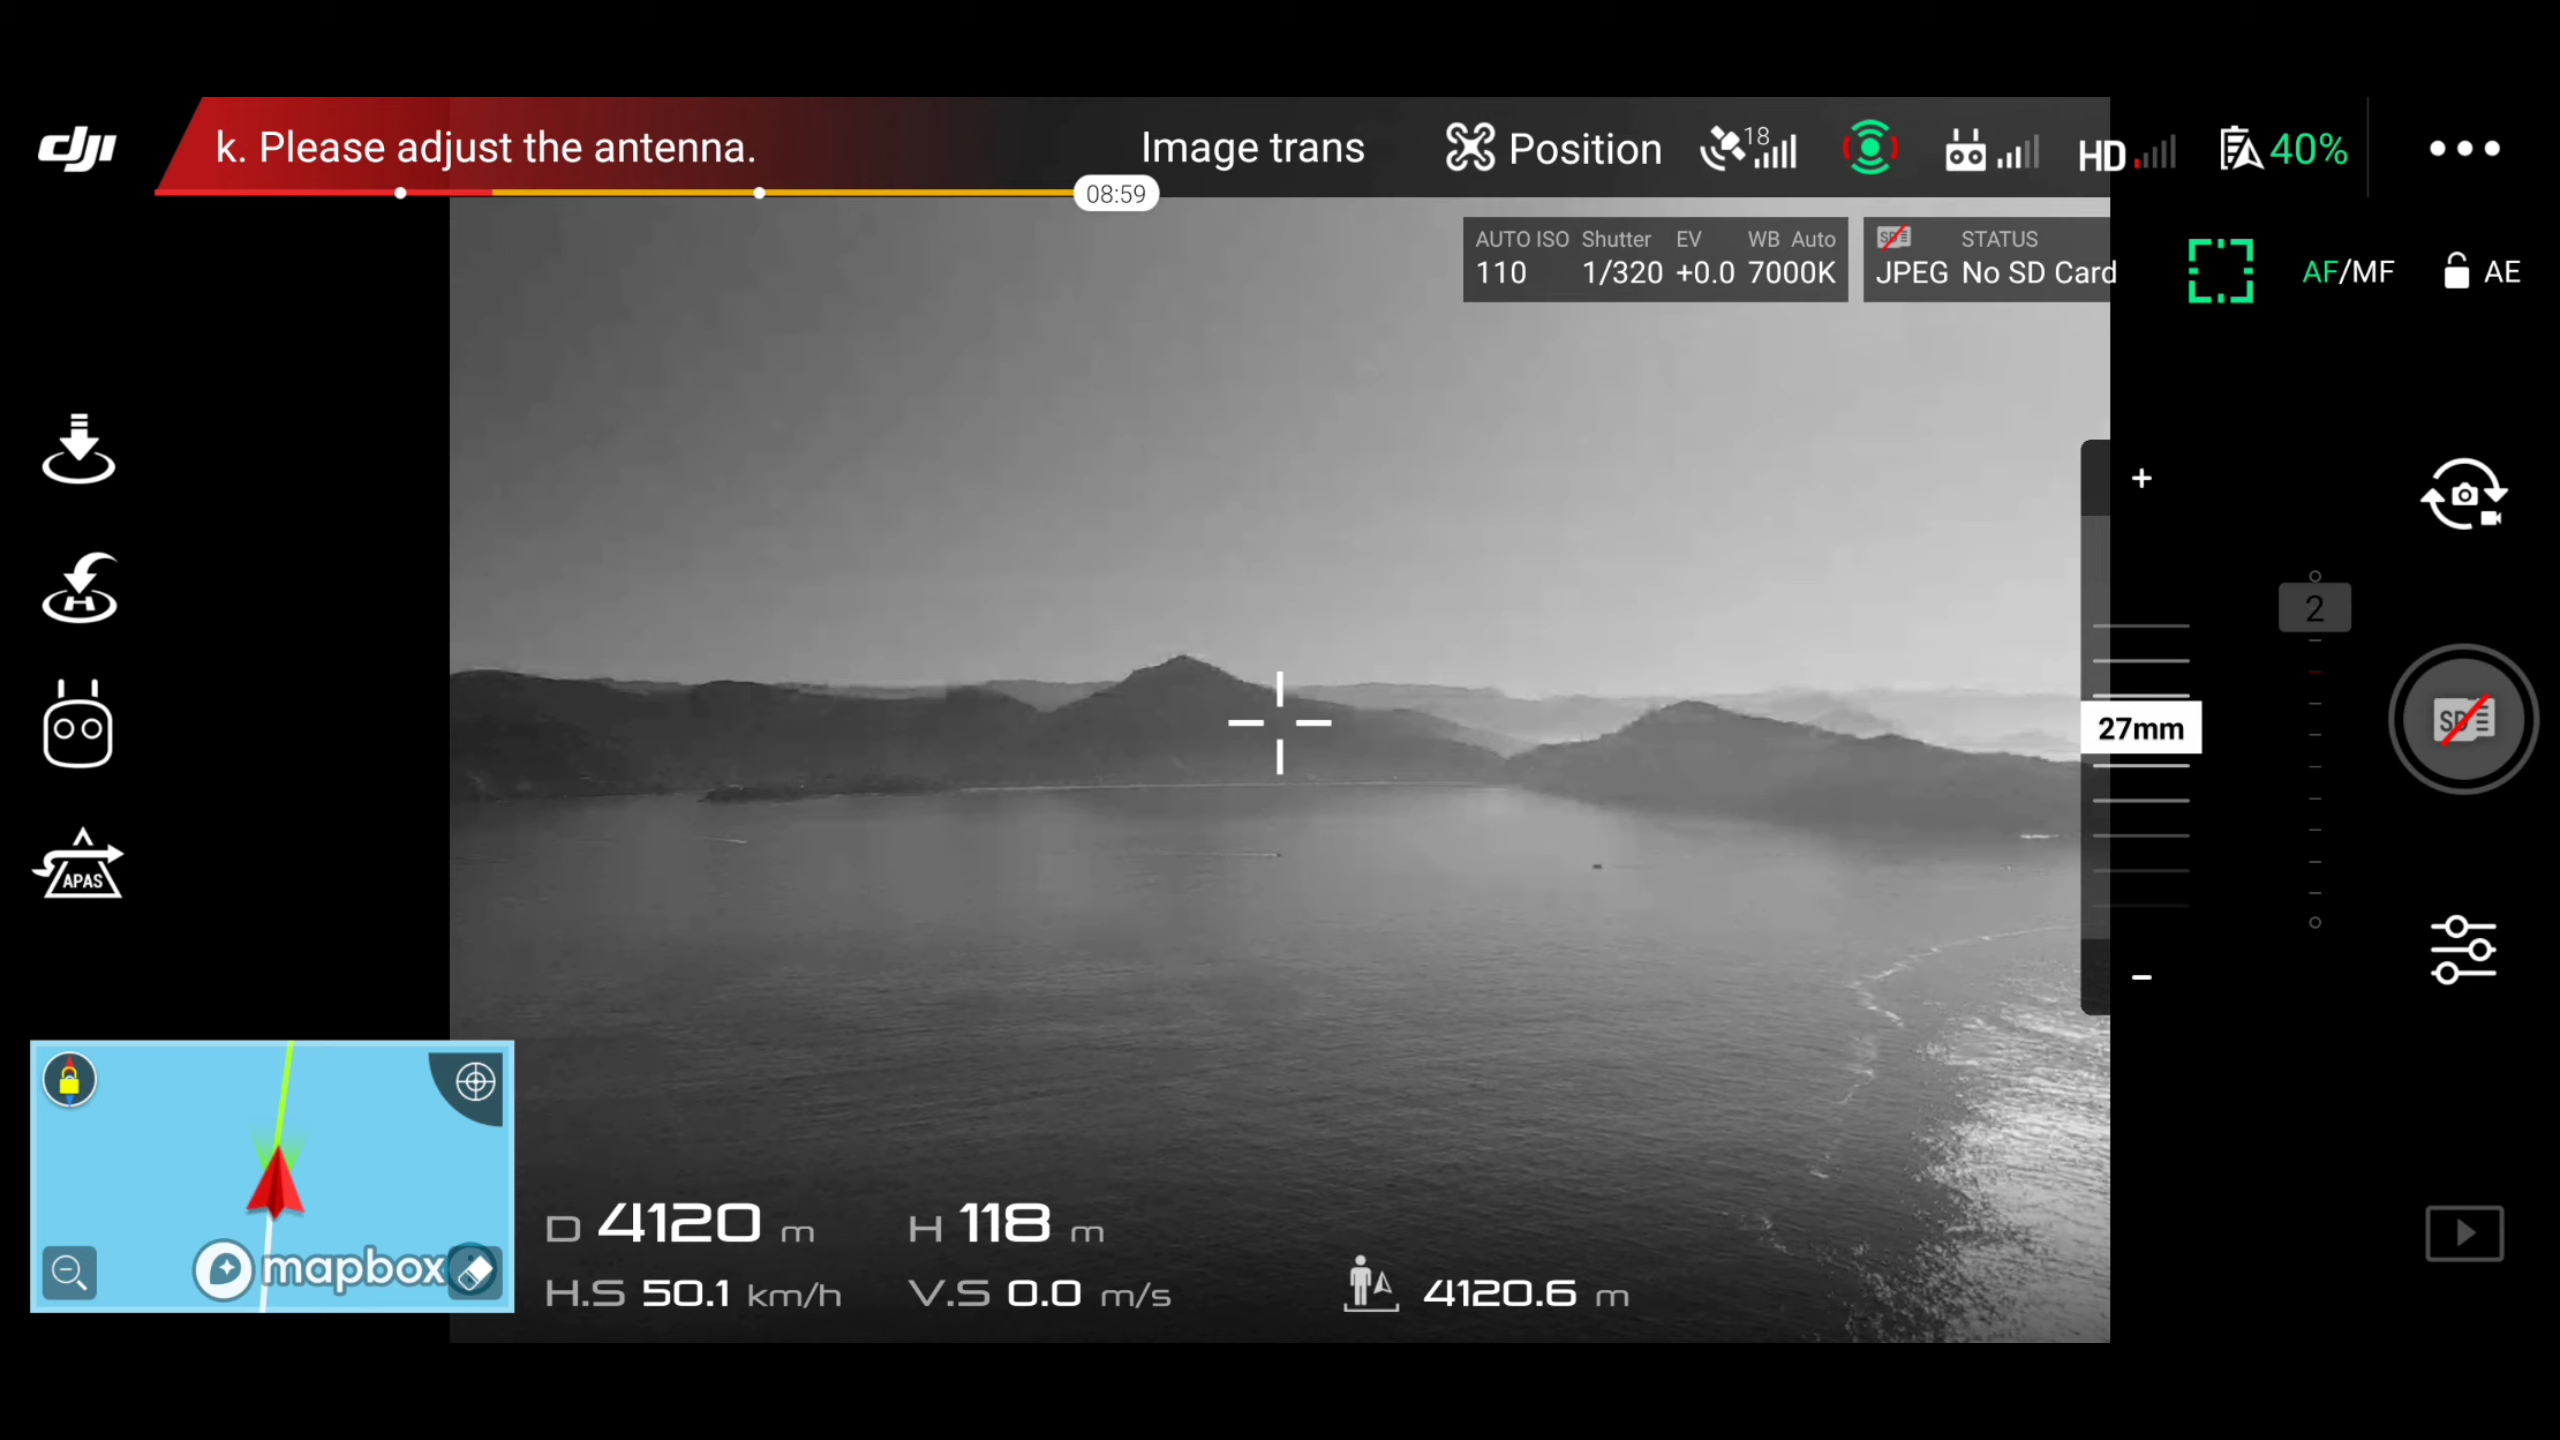 dji
k. Please adjust the antenna.
Image trans
Position
18
HD
40%
08:59
AUTO ISO Shutter EV WB Auto
110 1/320 +0.0 7000K
SD STATUS
JPEG No SD Card
AF/MF
AE
+
2
27mm
SD
APAS
-
mapbox
D 4120 m H 118 m
H.S 50.1 km/h V.S 0.0 m/s 4120.6 m